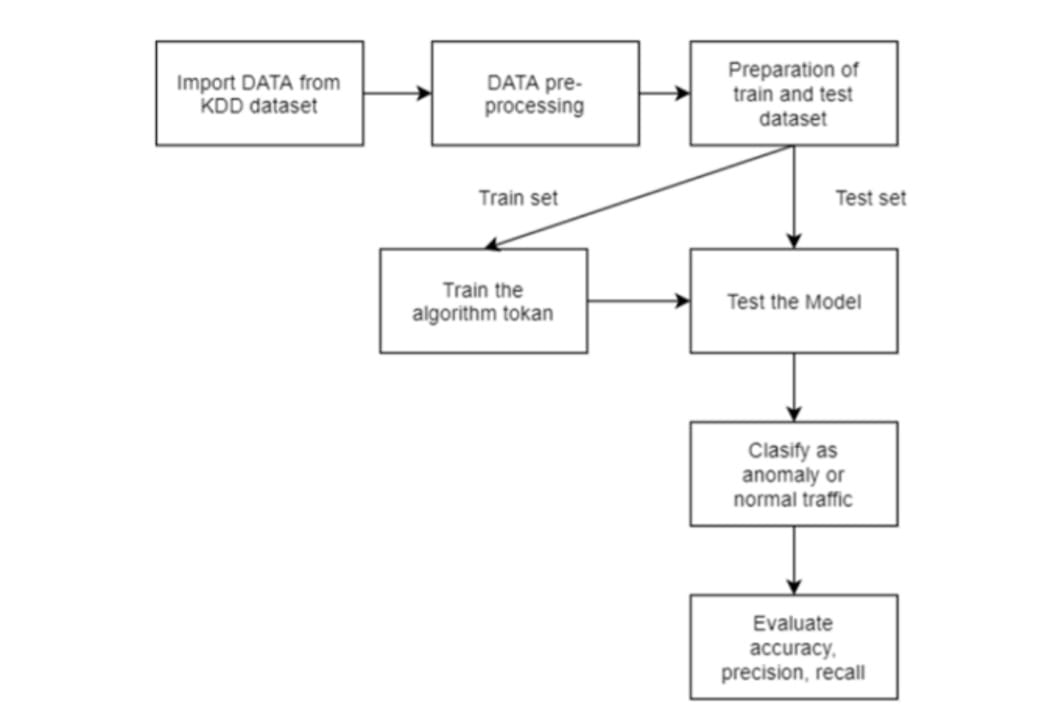 Import DATA from
KDD dataset
DATA pre-
processing
Preparation of
train and test
dataset
Train set
Test set
Train the
algorithm tokan
Test the Model
Clasify as
anomaly or
normal traffic
Evaluate
accuracy,
precision, recall